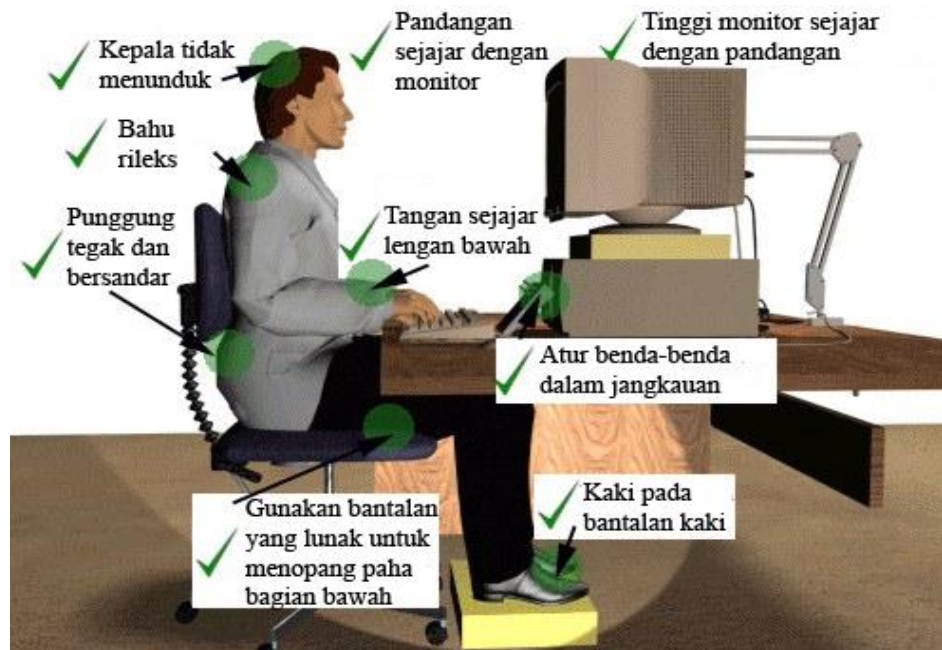 Kepala tidak
menunduk
Pandangan
sejajar dengan
monitor
Tinggi monitor sejajar
dengan pandangan
Bahu
rileks
Punggung
tegak dan
bersandar
Tangan sejajar
lengan bawah
Atur benda-benda
dalam jangkauan
Gunakan bantalan
yang lunak untuk
menopang paha
bagian bawah
Kaki pada
bantalan kaki